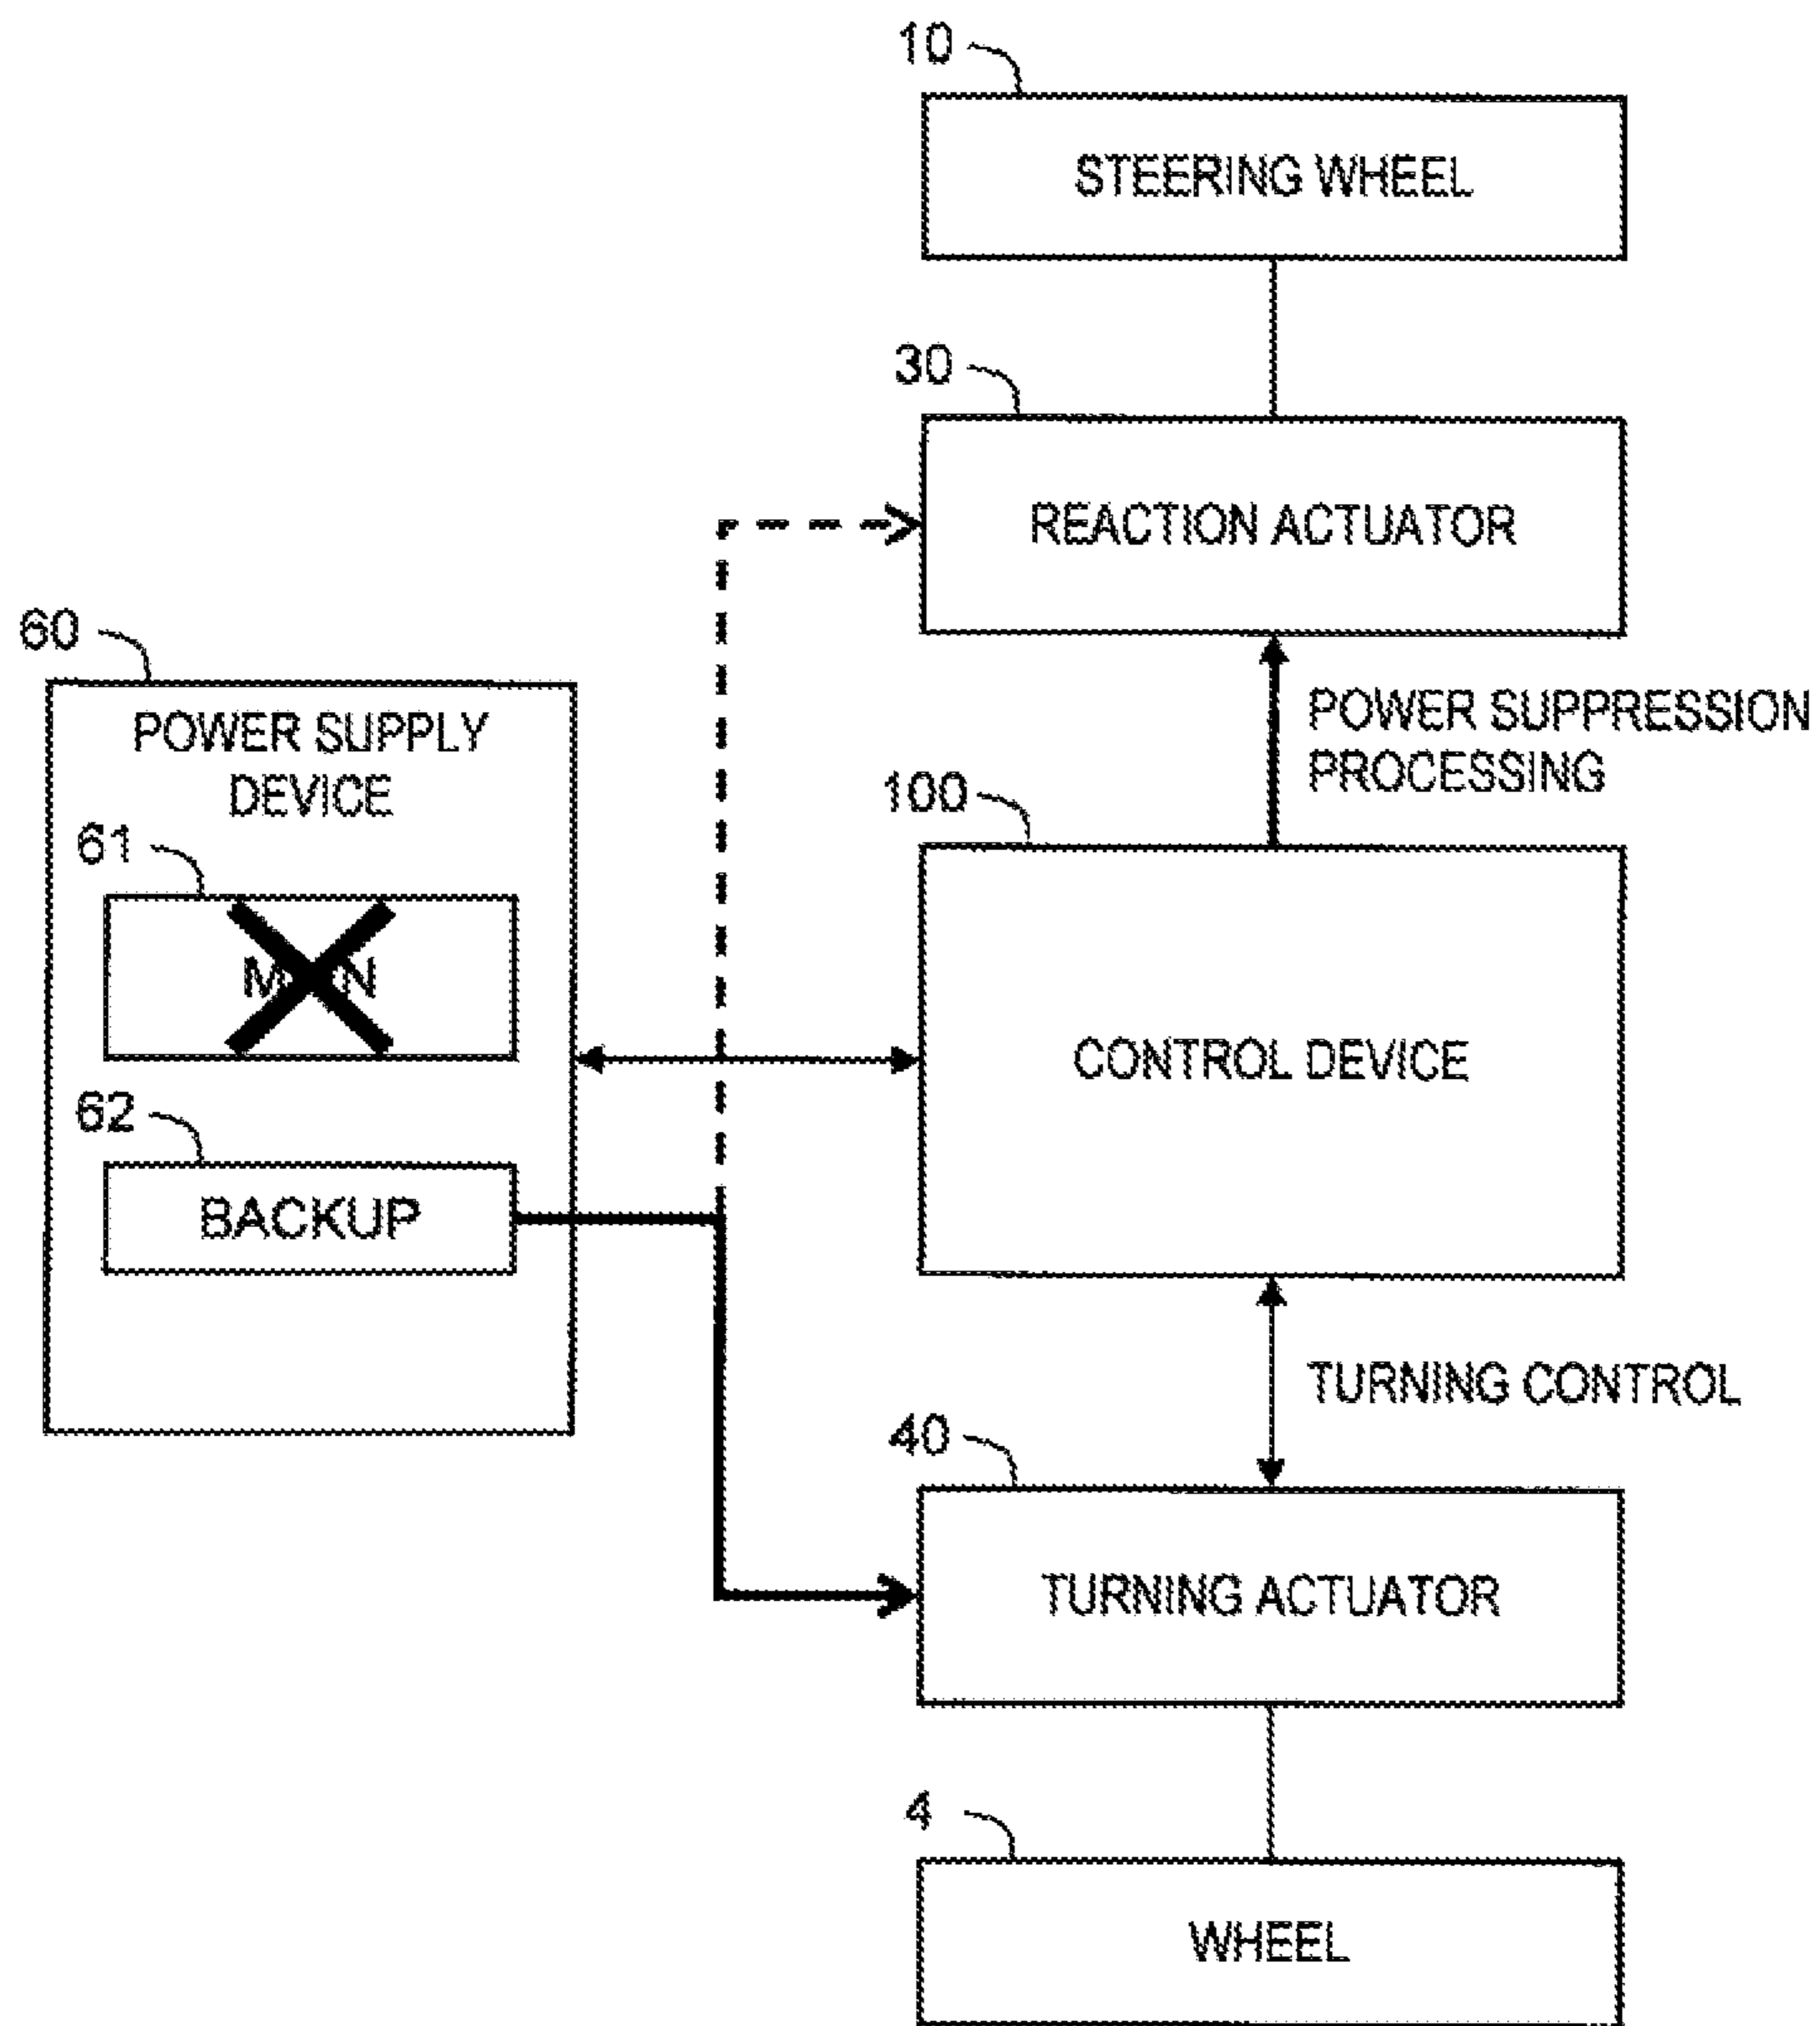 10
STEERING WHEEL
30
REACTION ACTUATOR
60
POWER SUPPLY
DEVICE
POWER SUPPRESSION
PROCESSING
100
61
62
BACKUP
CONTROL DEVICE
TURNING CONTROL
40
TURNING ACTUATOR
4
WHEEL